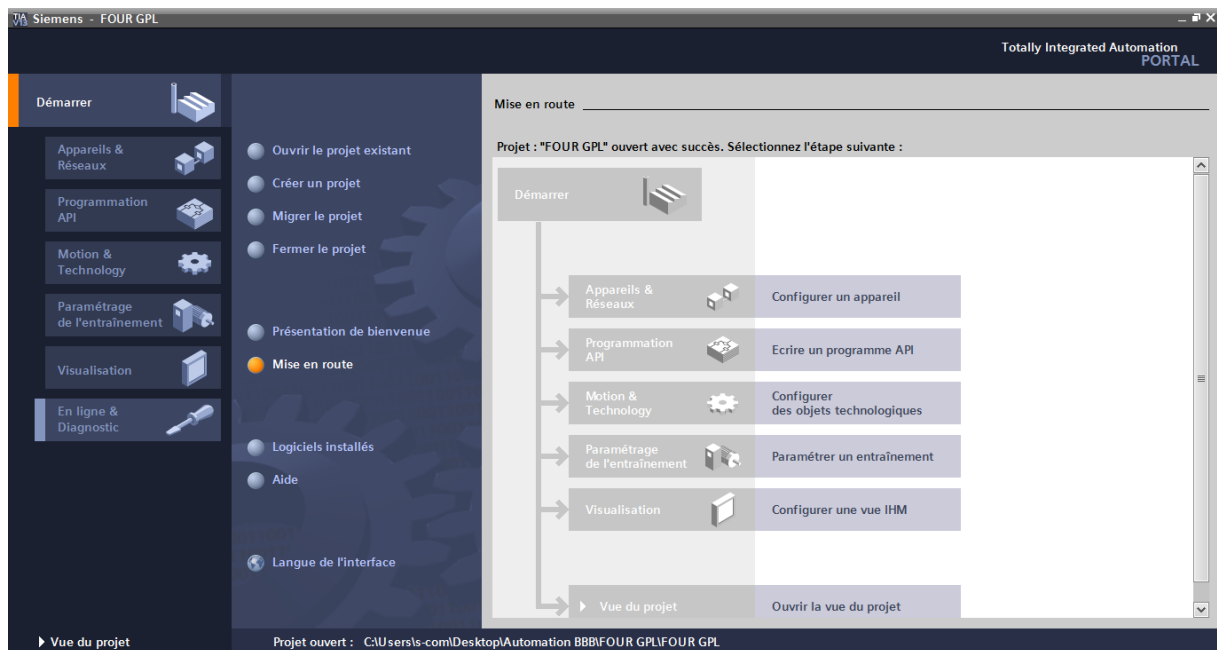 TIA V13 Siemens - FOUR GPL
Totally Integrated Automation
PORTAL
Démarrer
Appareils &
Réseaux
Programmation
API
Motion &
Technology
Paramétrage
de l'entraînement
Visualisation
En ligne &
Diagnostic
Vue du projet
Ouvrir le projet existant
Créer un projet
Migrer le projet
Fermer le projet
Présentation de bienvenue
Mise en route
Logiciels installés
Aide
Langue de l'interface
Mise en route
Projet : "FOUR GPL" ouvert avec succès. Sélectionnez l'étape suivante :
Démarrer
Appareils &
Réseaux
Configurer un appareil
Programmation
API
Ecrire un programme API
Motion &
Technology
Configurer
des objets technologiques
Paramétrage
de l'entraînement
Paramétrer un entraînement
Visualisation
Configurer une vue IHM
Vue du projet
Ouvrir la vue du projet
Projet ouvert : C:\Users\s-com\Desktop\Automation BBB\FOUR GPL\FOUR GPL